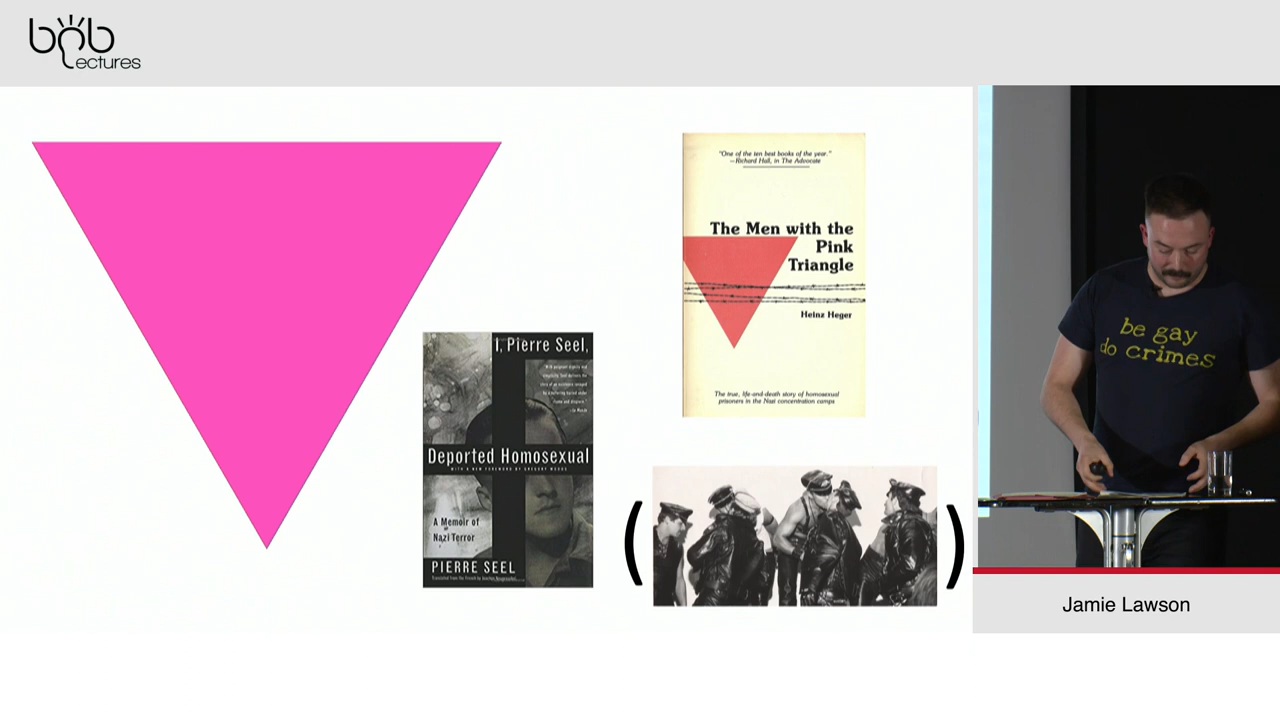 bob
Lectures
"One of the ten best books of the year."
—Richard Hall, in The Advocate
The Men with the
Pink
Triangle
Heinz Heger
The true, life-and-death story of homosexual
prisoners in the Nazi concentration camps
I, Pierre Seel,
Deported Homosexual
WITH A NEW FOREWORD BY GREGORY WOODS
A Memoir of
Nazi Terror
PIERRE SEEL
( )
be gay
do crimes
Jamie Lawson